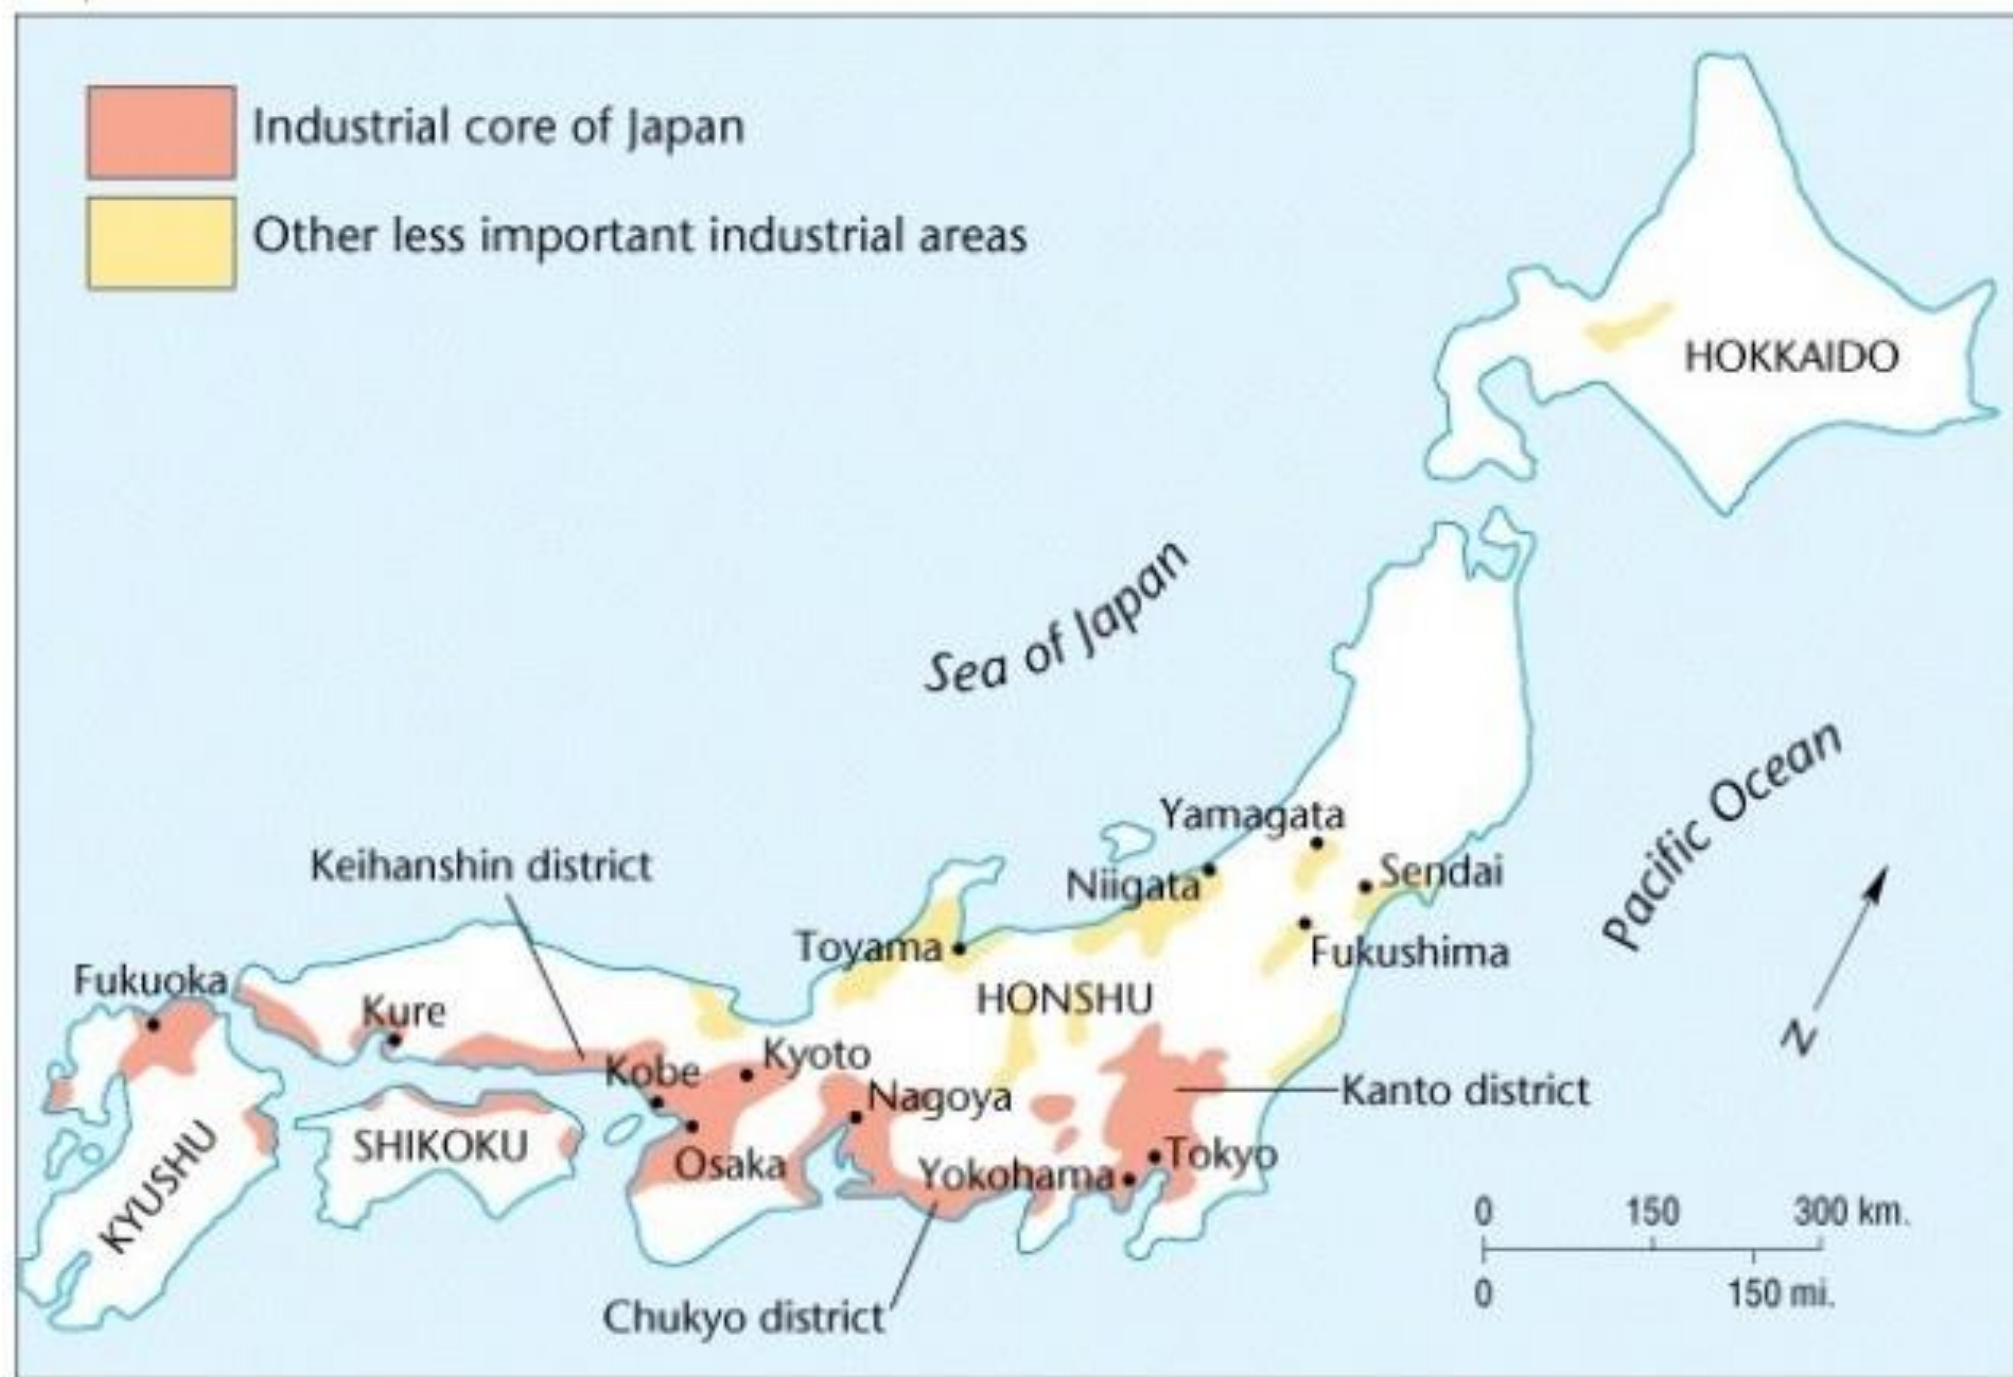 Industrial core of Japan
Other less important industrial areas
HOKKAIDO
Sea of Japan
Pacific Ocean
Yamagata
Keihanshin district
Niigata
Sendai
Toyama
Fukushima
Fukuoka
HONSHU
Kure
N
Kyoto
Kobe
Nagoya
Kanto district
SHIKOKU
KYUSHU
Osaka
Yokohama
Tokyo
0 150 300 km.
0 150 mi.
Chukyo district